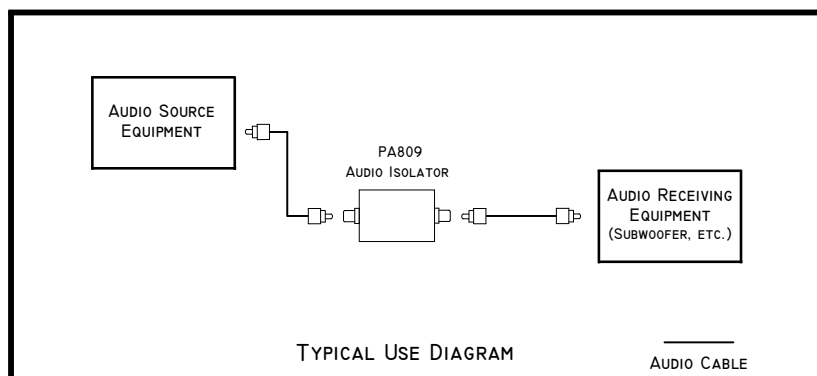 AUDIO SOURCE
EQUIPMENT
PA809
AUDIO ISOLATOR
AUDIO RECEIVING
EQUIPMENT
(SUBWOOFER, ETC.)
TYPICAL USE DIAGRAM
AUDIO CABLE